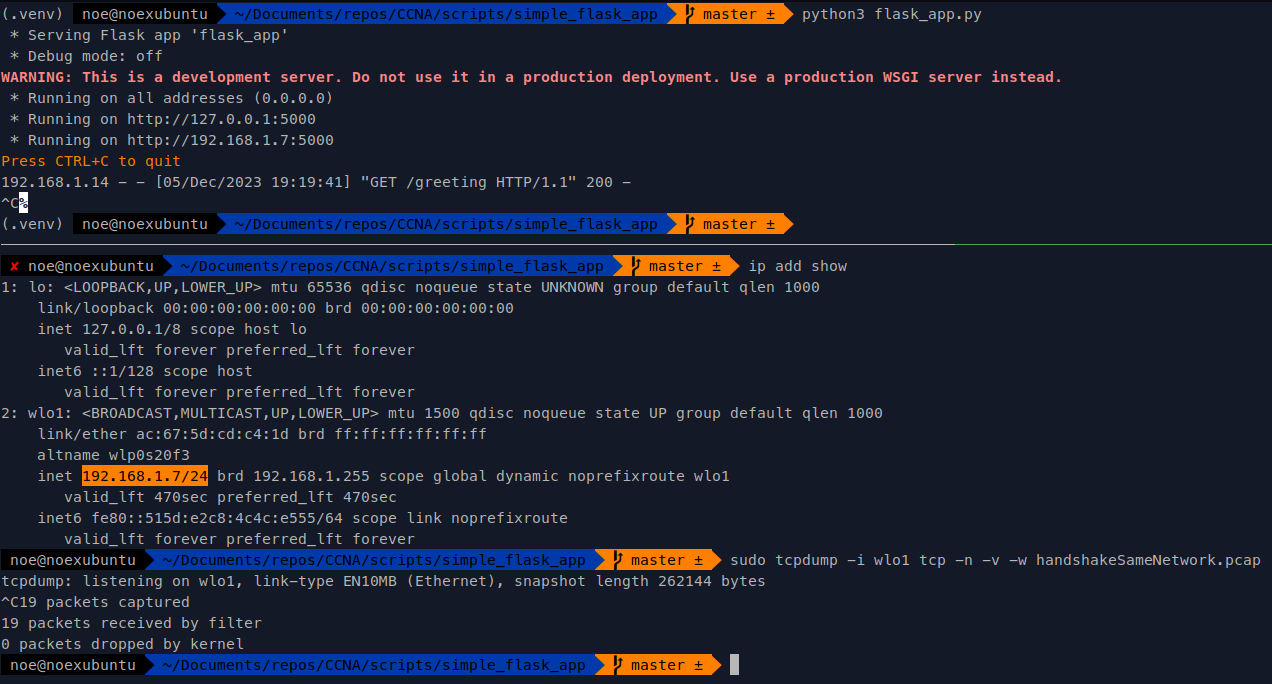 (.venv) noe@noexubuntu ~/Documents/repos/CCNA/scripts/simple_flask_app master ± python3 flask_app.py
 * Serving Flask app 'flask_app'
 * Debug mode: off
WARNING: This is a development server. Do not use it in a production deployment. Use a production WSGI server instead.
 * Running on all addresses (0.0.0.0)
 * Running on http://127.0.0.1:5000
 * Running on http://192.168.1.7:5000
Press CTRL+C to quit
192.168.1.14 - - [05/Dec/2023 19:19:41] "GET /greeting HTTP/1.1" 200 -
^C%
(.venv) noe@noexubuntu ~/Documents/repos/CCNA/scripts/simple_flask_app master ±
✘ noe@noexubuntu ~/Documents/repos/CCNA/scripts/simple_flask_app master ± ip add show
1: lo: <LOOPBACK,UP,LOWER_UP> mtu 65536 qdisc noqueue state UNKNOWN group default qlen 1000
    link/loopback 00:00:00:00:00:00 brd 00:00:00:00:00:00
    inet 127.0.0.1/8 scope host lo
       valid_lft forever preferred_lft forever
    inet6 ::1/128 scope host
       valid_lft forever preferred_lft forever
2: wlo1: <BROADCAST,MULTICAST,UP,LOWER_UP> mtu 1500 qdisc noqueue state UP group default qlen 1000
    link/ether ac:67:5d:cd:c4:1d brd ff:ff:ff:ff:ff:ff
    altname wlp0s20f3
    inet 192.168.1.7/24 brd 192.168.1.255 scope global dynamic noprefixroute wlo1
       valid_lft 470sec preferred_lft 470sec
    inet6 fe80::515d:e2c8:4c4c:e555/64 scope link noprefixroute
       valid_lft forever preferred_lft forever
noe@noexubuntu ~/Documents/repos/CCNA/scripts/simple_flask_app master ± sudo tcpdump -i wlo1 tcp -n -v -w handshakeSameNetwork.pcap
tcpdump: listening on wlo1, link-type EN10MB (Ethernet), snapshot length 262144 bytes
^C19 packets captured
19 packets received by filter
0 packets dropped by kernel
noe@noexubuntu ~/Documents/repos/CCNA/scripts/simple_flask_app master ±